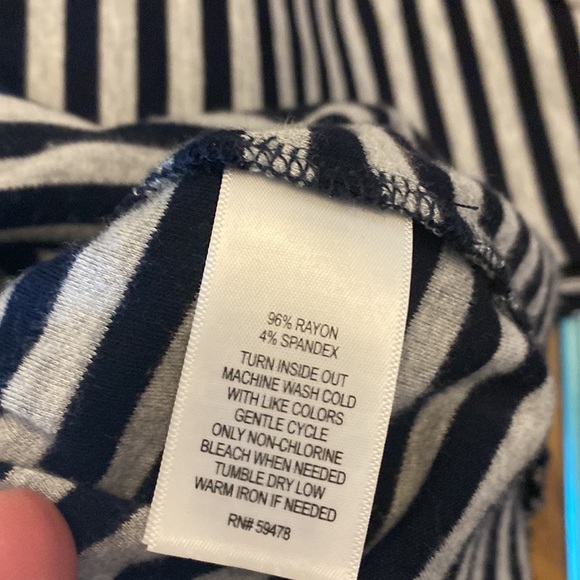 96% RAYON
4% SPANDEX
TURN INSIDE OUT
MACHINE WASH COLD
WITH LIKE COLORS
GENTLE CYCLE
ONLY NON-CHLORINE
BLEACH WHEN NEEDED
TUMBLE DRY LOW
WARM IRON IF NEEDED
RN# 59478